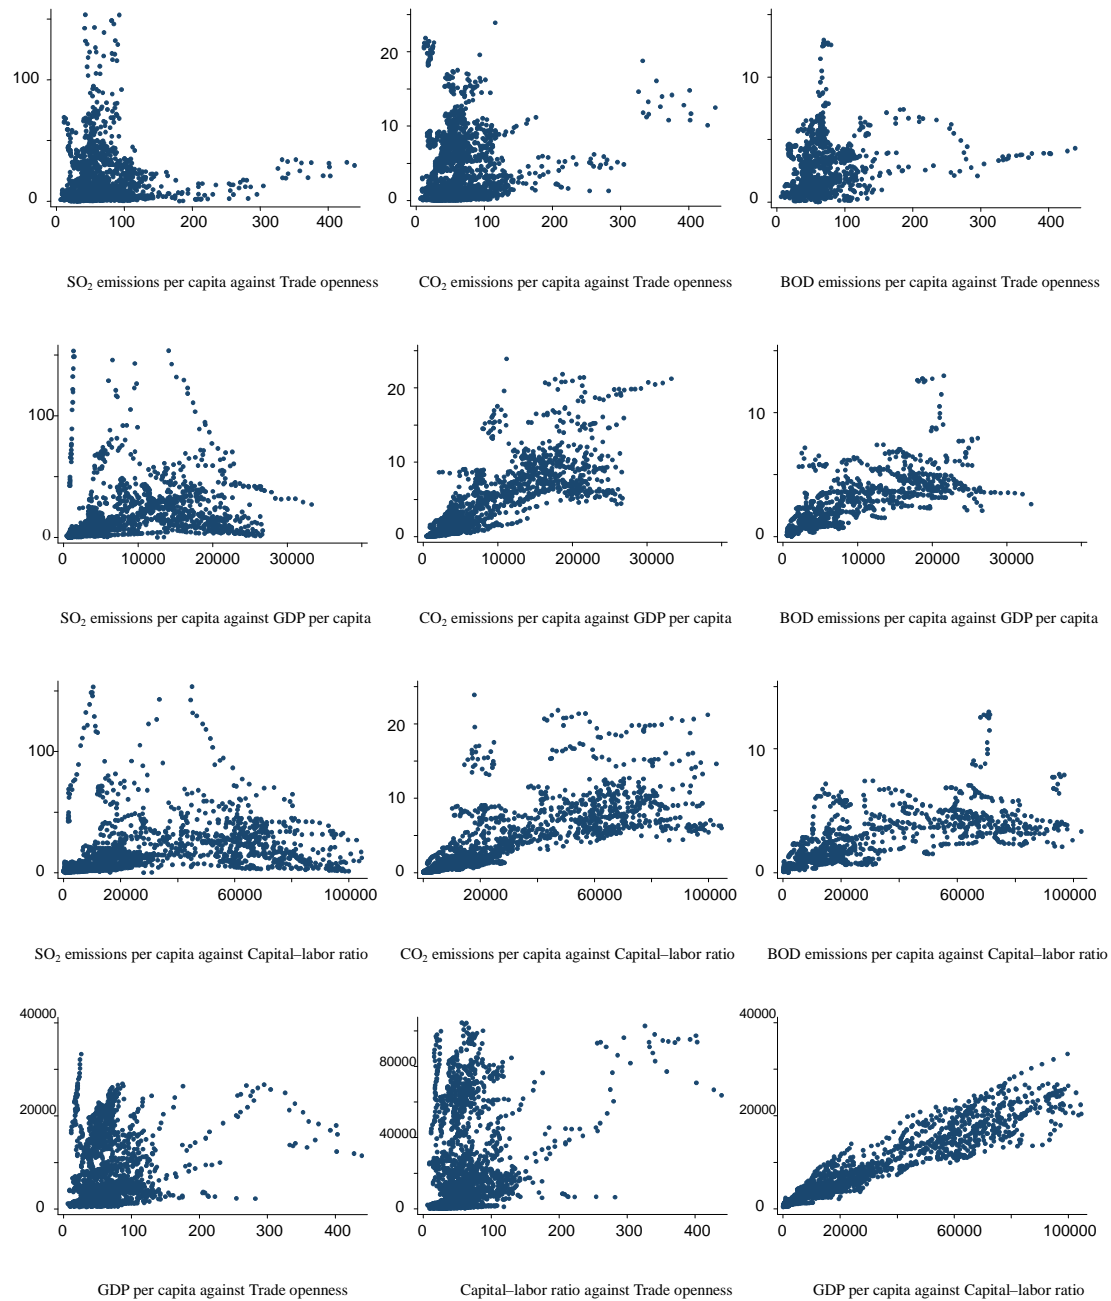 100
0
0 100 200 300 400
SO₂ emissions per capita against Trade openness
20
10
0
0 100 200 300 400
CO₂ emissions per capita against Trade openness
10
0
0 100 200 300 400
BOD emissions per capita against Trade openness
100
0
0 10000 20000 30000
SO₂ emissions per capita against GDP per capita
20
10
0
0 10000 20000 30000
CO₂ emissions per capita against GDP per capita
10
0
0 10000 20000 30000
BOD emissions per capita against GDP per capita
100
0
0 20000 60000 100000
SO₂ emissions per capita against Capital–labor ratio
20
10
0
0 20000 60000 100000
CO₂ emissions per capita against Capital–labor ratio
10
0
0 20000 60000 100000
BOD emissions per capita against Capital–labor ratio
40000
20000
0
0 100 200 300 400
GDP per capita against Trade openness
80000
40000
0
0 100 200 300 400
Capital–labor ratio against Trade openness
40000
20000
0
0 20000 60000 100000
GDP per capita against Capital–labor ratio